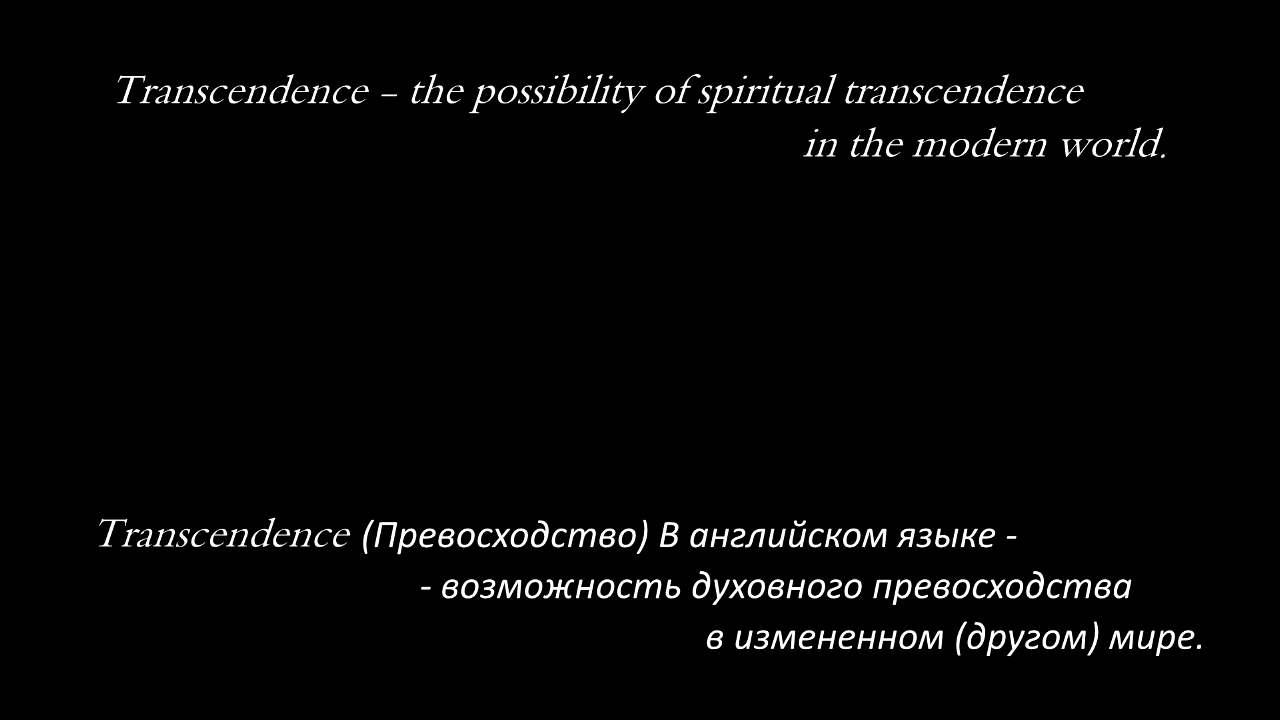 Transcendence – the possibility of spiritual transcendence
in the modern world.
Transcendence (Превосходство) В английском языке -
- возможность духовного превосходства
в измененном (другом) мире.